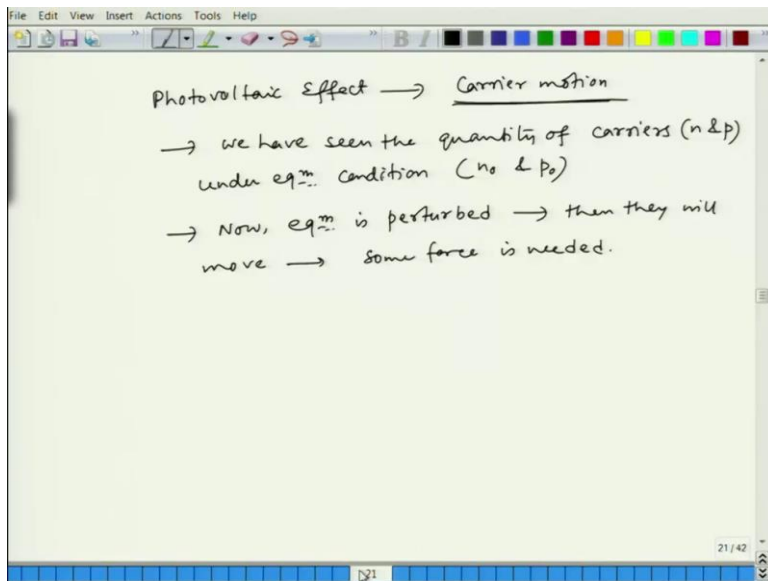 File Edit View Insert Actions Tools Help
B I
Photovoltaic Effect → Carrier motion
→ we have seen the quantity of carriers (n & p)
under eqm. condition (n₀ & p₀)
→ Now, eqm. is perturbed → then they will
move → some force is needed.
21 / 42
21